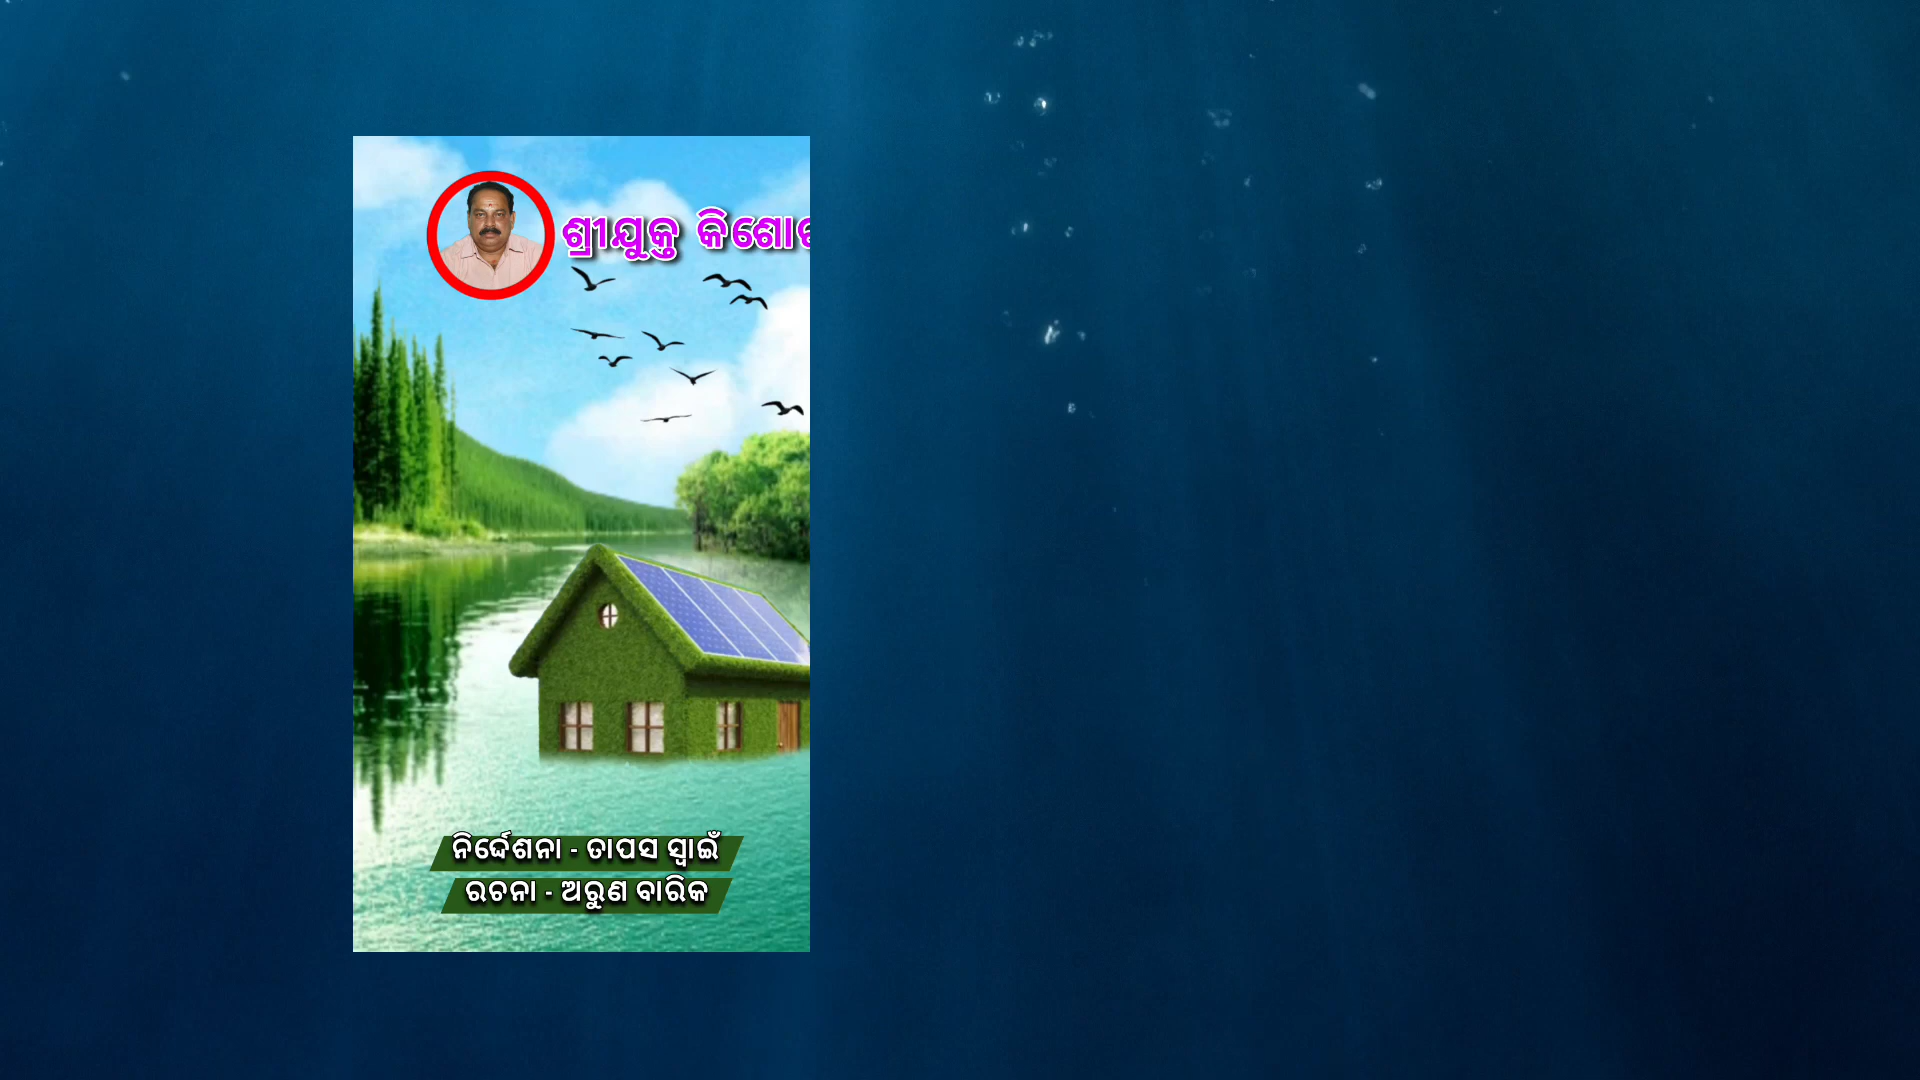 ଶ୍ରୀଯୁକ୍ତ
ନିର୍ଦ୍ଦେଶନା - ତାପସ ସ୍ୱାଇଁ
ରଚନା - ଅରୁଣ ବାରିକ